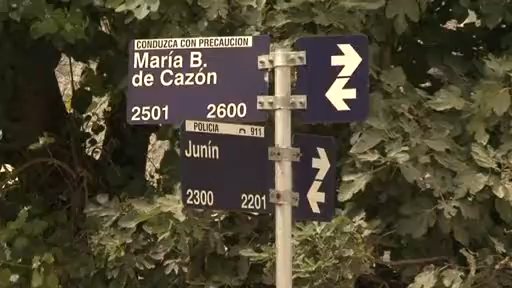 CONDUZCA CON PRECAUCION
María B.
de Cazón
2501 2600
POLICIA 911
Junín
2300 2201